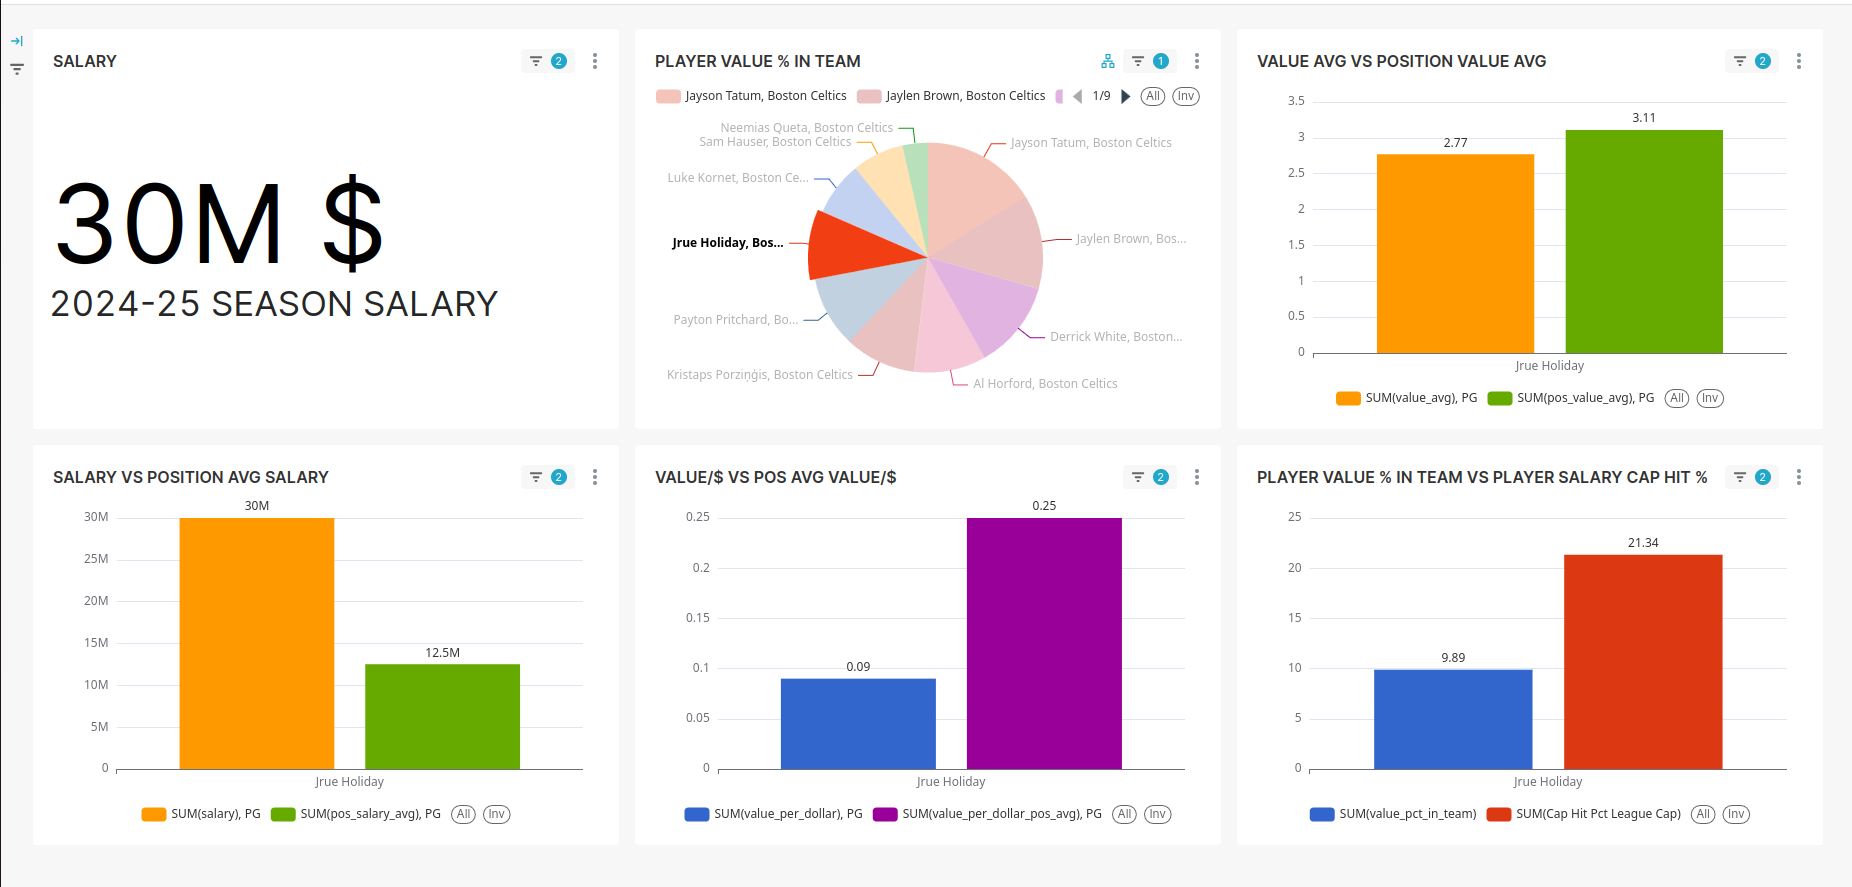 SALARY
2
30M $
2024-25 SEASON SALARY
PLAYER VALUE % IN TEAM
1
Jayson Tatum, Boston Celtics
Jaylen Brown, Boston Celtics
1/9
All
Inv
Neemias Queta, Boston Celtics
Sam Hauser, Boston Celtics
Jayson Tatum, Boston Celtics
Luke Kornet, Boston Ce...
Jrue Holiday, Bos...
Jaylen Brown, Bos...
Payton Pritchard, Bo...
Derrick White, Boston...
Kristaps Porziņģis, Boston Celtics
Al Horford, Boston Celtics
VALUE AVG VS POSITION VALUE AVG
2
3.5
3
2.5
2
1.5
1
0.5
0
2.77
3.11
Jrue Holiday
SUM(value_avg), PG
SUM(pos_value_avg), PG
All
Inv
SALARY VS POSITION AVG SALARY
2
30M
25M
20M
15M
10M
5M
0
30M
12.5M
Jrue Holiday
SUM(salary), PG
SUM(pos_salary_avg), PG
All
Inv
VALUE/$ VS POS AVG VALUE/$
2
0.25
0.2
0.15
0.1
0.05
0
0.09
0.25
Jrue Holiday
SUM(value_per_dollar), PG
SUM(value_per_dollar_pos_avg), PG
All
Inv
PLAYER VALUE % IN TEAM VS PLAYER SALARY CAP HIT %
2
25
20
15
10
5
0
9.89
21.34
Jrue Holiday
SUM(value_pct_in_team)
SUM(Cap Hit Pct League Cap)
All
Inv